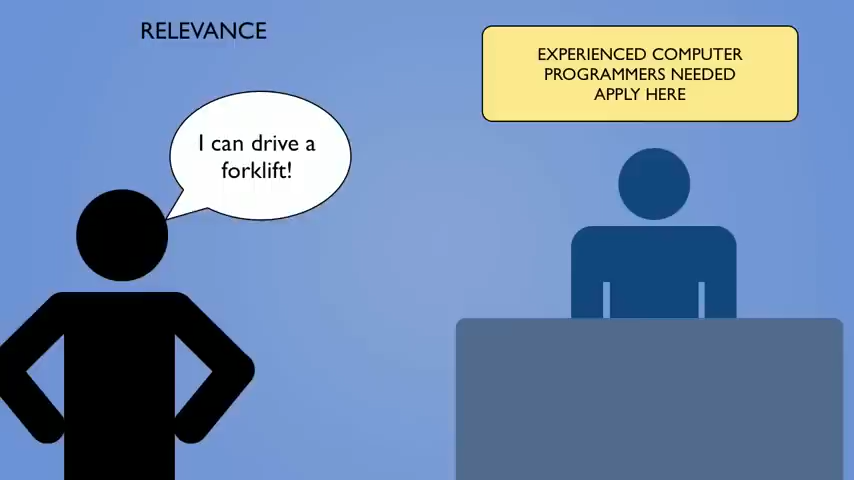 RELEVANCE
EXPERIENCED COMPUTER
PROGRAMMERS NEEDED
APPLY HERE
I can drive a
forklift!